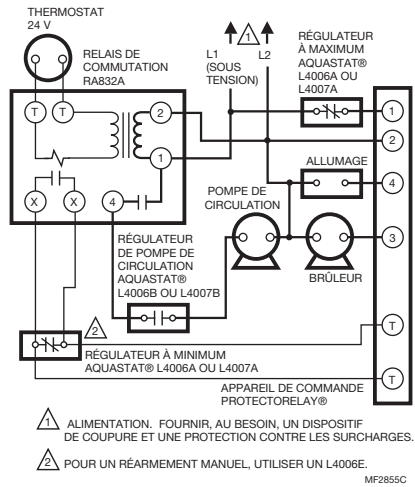 THERMOSTAT
24 V
RELAIS DE
COMMUTATION
RA832A
1
L1
(SOUS
TENSION)
L2
RÉGULATEUR
À MAXIMUM
AQUASTAT®
L4006A OU
L4007A
T
T
2
1
X
X
4
1
2
4
3
T
T
ALLUMAGE
POMPE DE
CIRCULATION
BRÛLEUR
RÉGULATEUR
DE POMPE DE
CIRCULATION
AQUASTAT®
L4006B OU L4007B
2
RÉGULATEUR À MINIMUM
AQUASTAT® L4006A OU L4007A
APPAREIL DE COMMANDE
PROTECTORELAY®
1 ALIMENTATION. FOURNIR, AU BESOIN, UN DISPOSITIF
DE COUPURE ET UNE PROTECTION CONTRE LES SURCHARGES.
2 POUR UN RÉARMEMENT MANUEL, UTILISER UN L4006E.
MF2855C